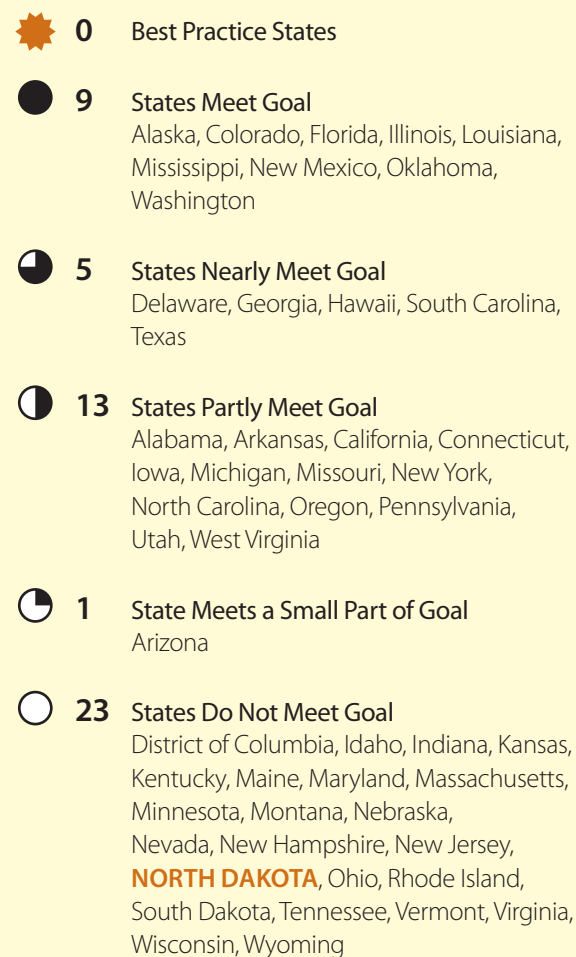 0 Best Practice States
9 States Meet Goal
Alaska, Colorado, Florida, Illinois, Louisiana,
Mississippi, New Mexico, Oklahoma,
Washington
5 States Nearly Meet Goal
Delaware, Georgia, Hawaii, South Carolina,
Texas
13 States Partly Meet Goal
Alabama, Arkansas, California, Connecticut,
Iowa, Michigan, Missouri, New York,
North Carolina, Oregon, Pennsylvania,
Utah, West Virginia
1 State Meets a Small Part of Goal
Arizona
23 States Do Not Meet Goal
District of Columbia, Idaho, Indiana, Kansas,
Kentucky, Maine, Maryland, Massachusetts,
Minnesota, Montana, Nebraska,
Nevada, New Hampshire, New Jersey,
NORTH DAKOTA, Ohio, Rhode Island,
South Dakota, Tennessee, Vermont, Virginia,
Wisconsin, Wyoming